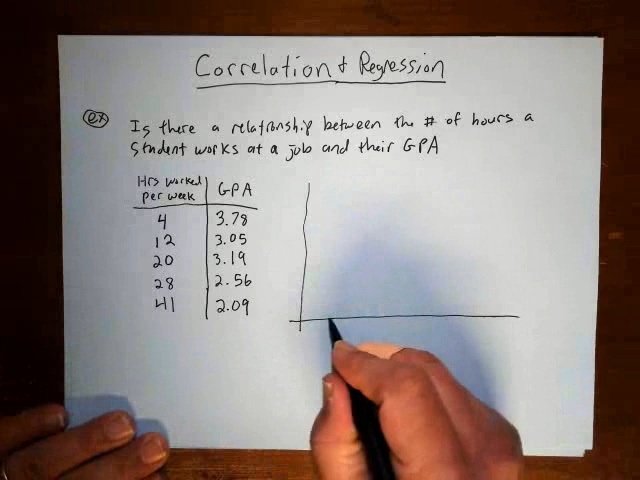 Correlation & Regression
ex Is there a relationship between the # of hours a
student works at a job and their GPA
Hrs worked per week GPA
4 3.78
12 3.05
20 3.19
28 2.56
41 2.09